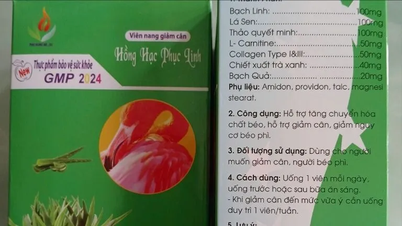 Viên nang giảm cân
Hồng Hạc Phục Linh
New
Thực phẩm bảo vệ sức khỏe
GMP 2024
Bạch Linh:100mg
Lá Sen:100mg
Thảo quyết minh:100mg
L- Carnitine:50mg
Collagen Type I&III:50mg
Chiết xuất trà xanh:40mg
Bạch Quả:20mg
Phụ liệu: Amidon, providon, talc, magnesi
stearat.
2. Công dụng: Hỗ trợ tăng chuyển hóa
chất béo, hỗ trợ giảm cân, giảm nguy
cơ béo phì.
3. Đối tượng sử dụng: Dùng cho người
muốn giảm cân, người béo phì.
4. Cách dùng: Uống 1 viên mỗi ngày,
uống trước hoặc sau bữa ăn sáng.
- Khi giảm cân đến mức vừa ý cần uống
duy trì 1 viên/tuần.